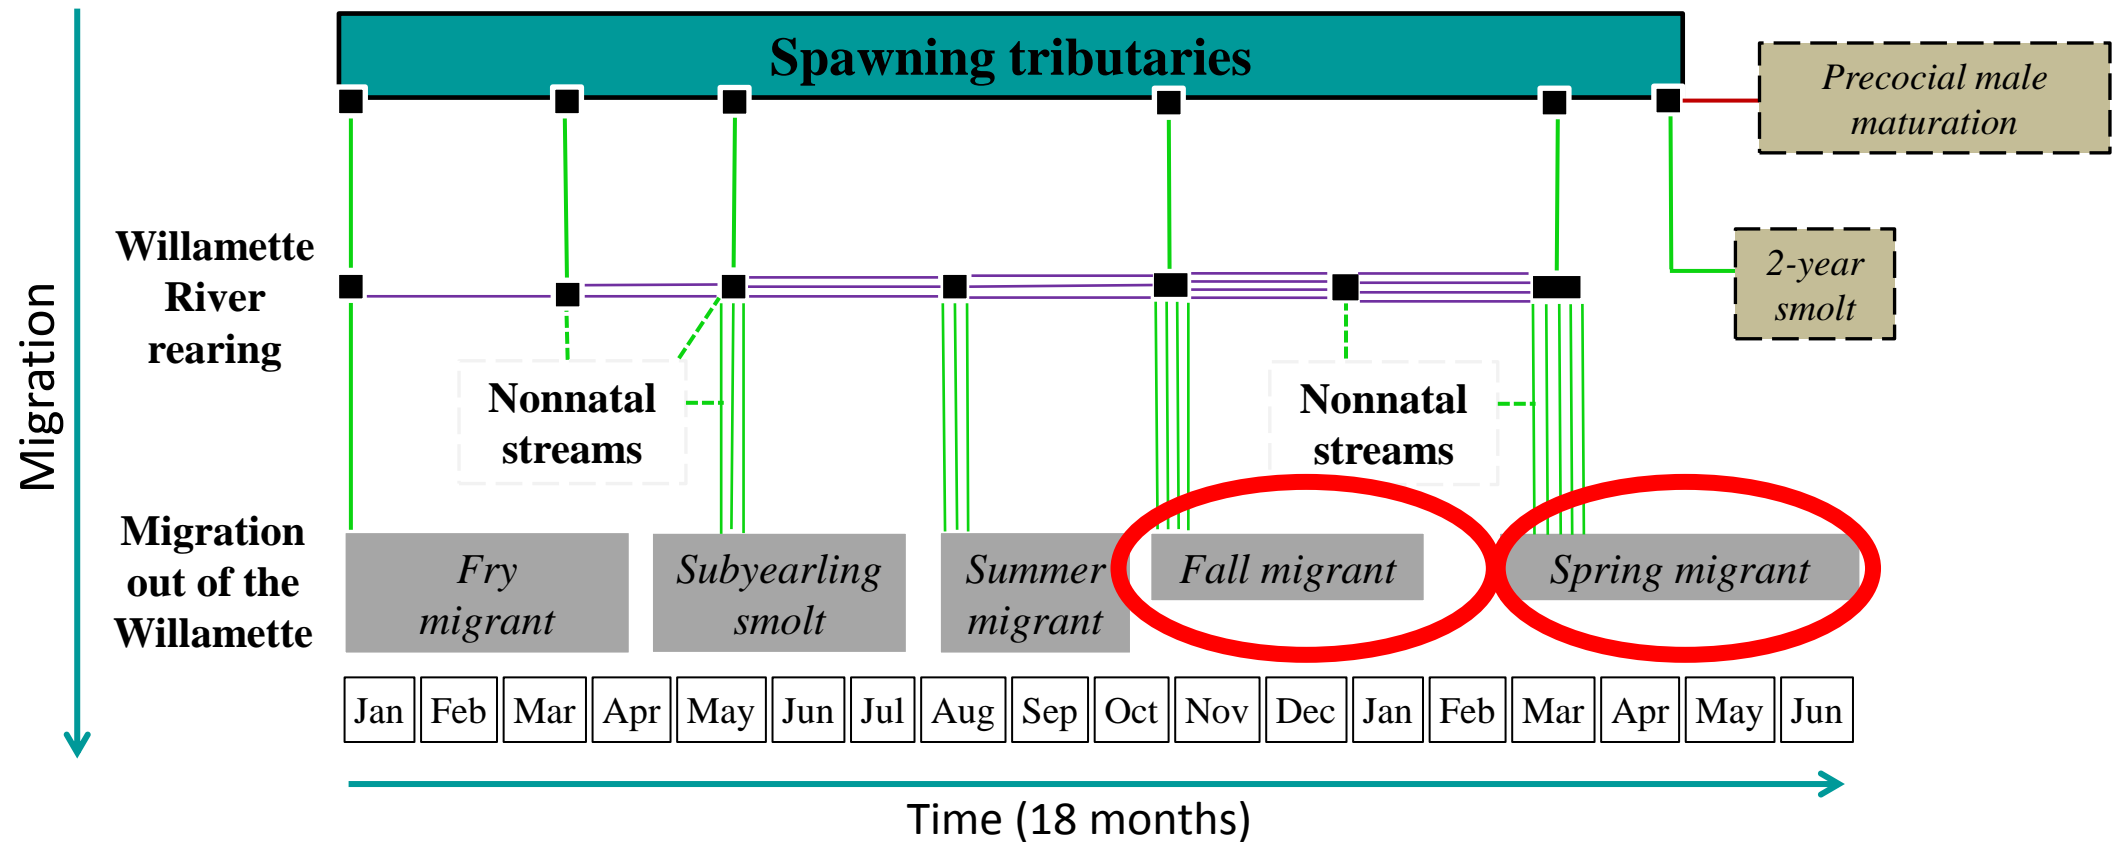 Spawning tributaries
Precocial male
maturation
Willamette
River
rearing
2-year
smolt
Migration
Nonnatal
streams
Nonnatal
streams
Migration
out of the
Willamette
Fry
migrant
Subyearling
smolt
Summer
migrant
Fall migrant
Spring migrant
Jan Feb Mar Apr May Jun Jul Aug Sep Oct Nov Dec Jan Feb Mar Apr May Jun
Time (18 months)